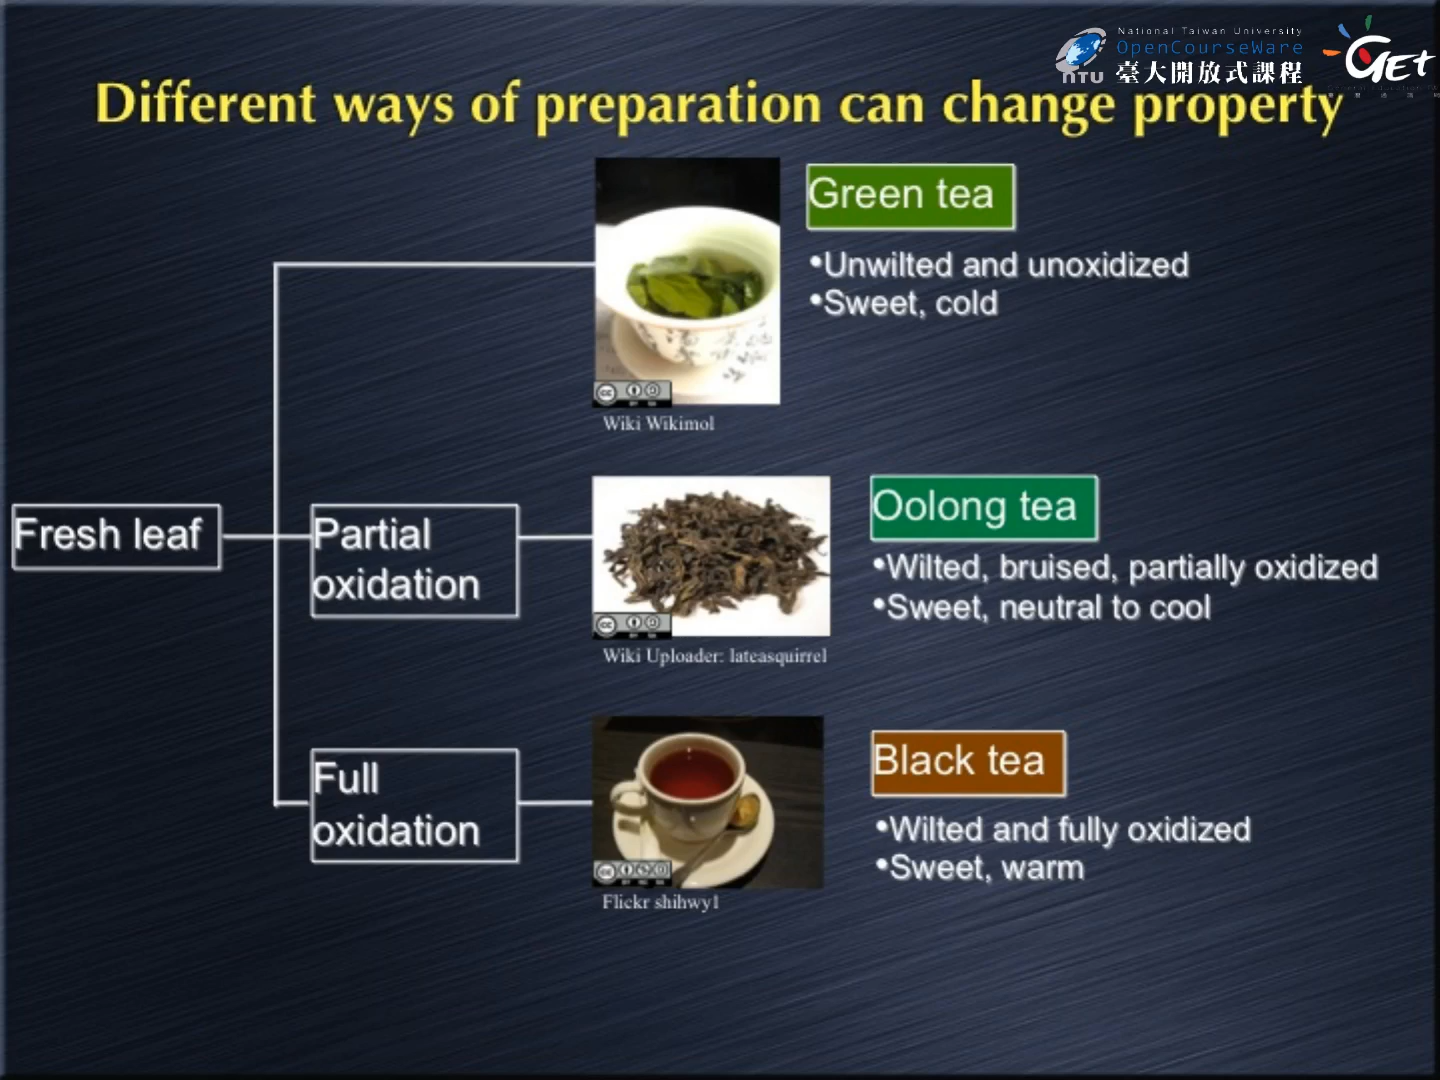 National Taiwan University
OpenCourseWare
NTU 臺大開放式課程
GET
Different ways of preparation can change property
Green tea
•Unwilted and unoxidized
•Sweet, cold
Wiki Wikimol
Fresh leaf
Partial
oxidation
Oolong tea
•Wilted, bruised, partially oxidized
•Sweet, neutral to cool
Wiki Uploader: lateasquirrel
Full
oxidation
Black tea
•Wilted and fully oxidized
•Sweet, warm
Flickr shihwy1